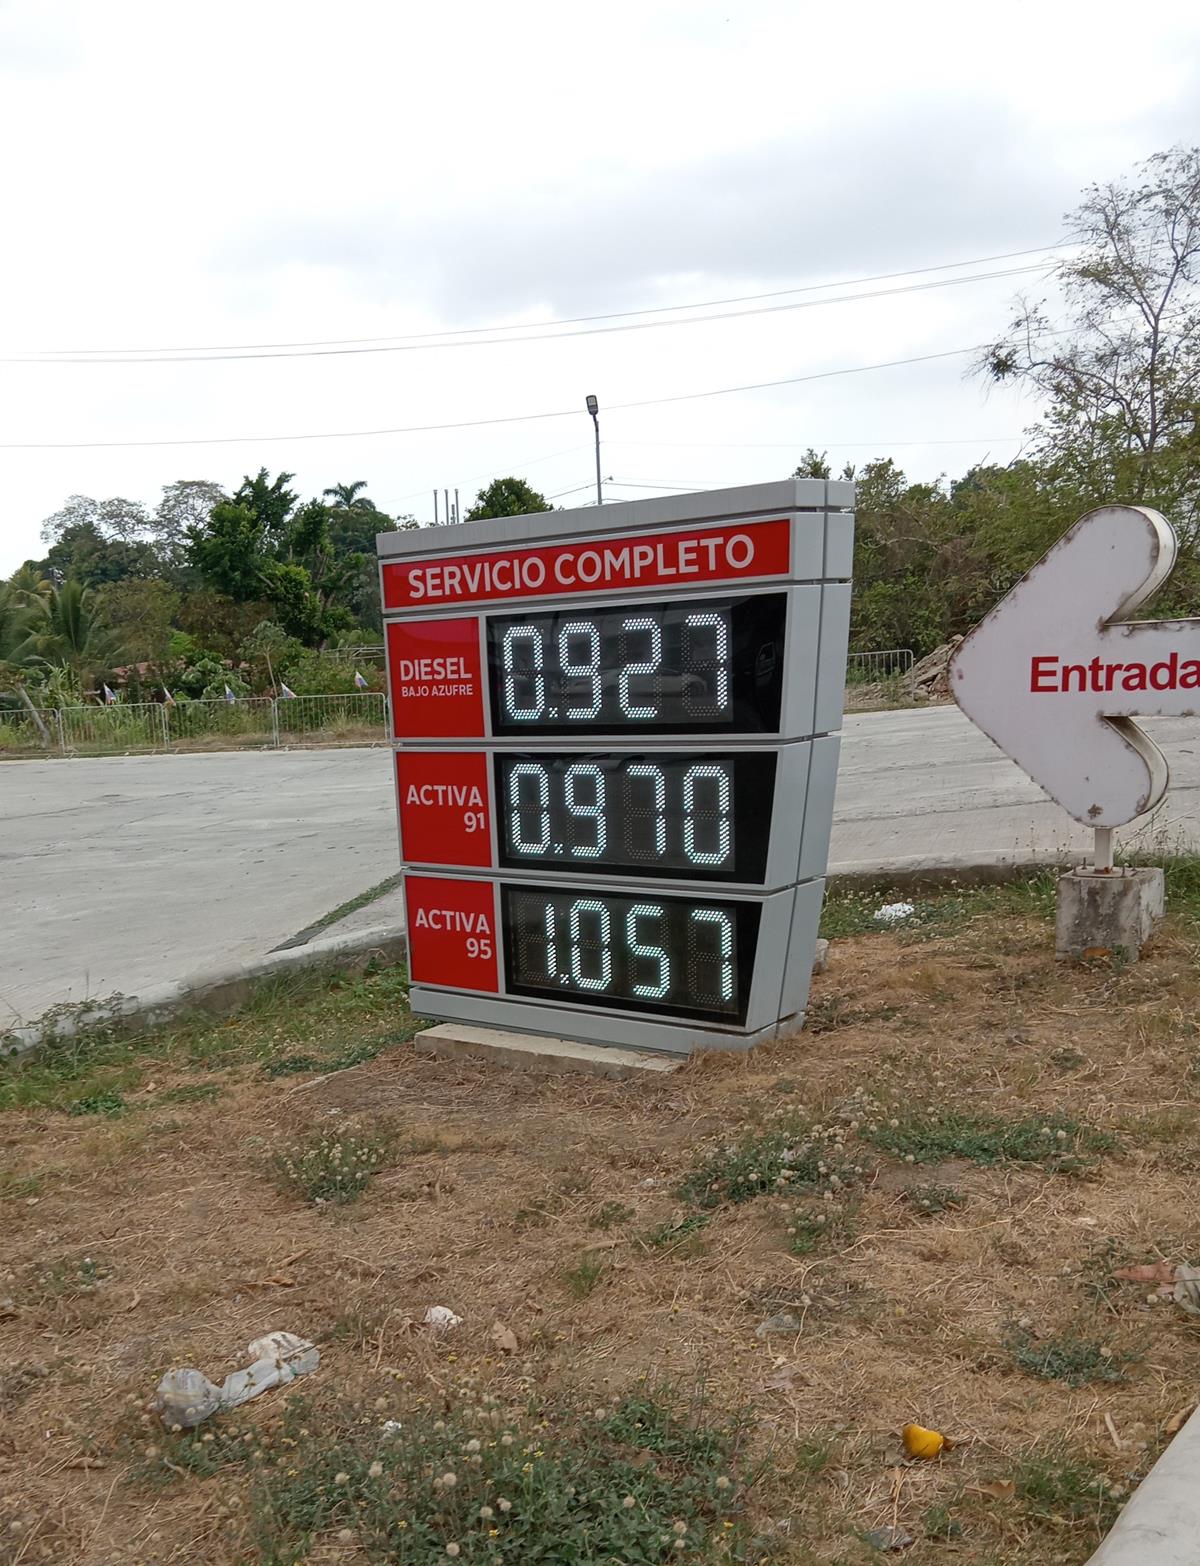 SERVICIO COMPLETO
DIESEL
BAJO AZUFRE
0.927
ACTIVA
91
0.970
ACTIVA
95
1.057
Entrada